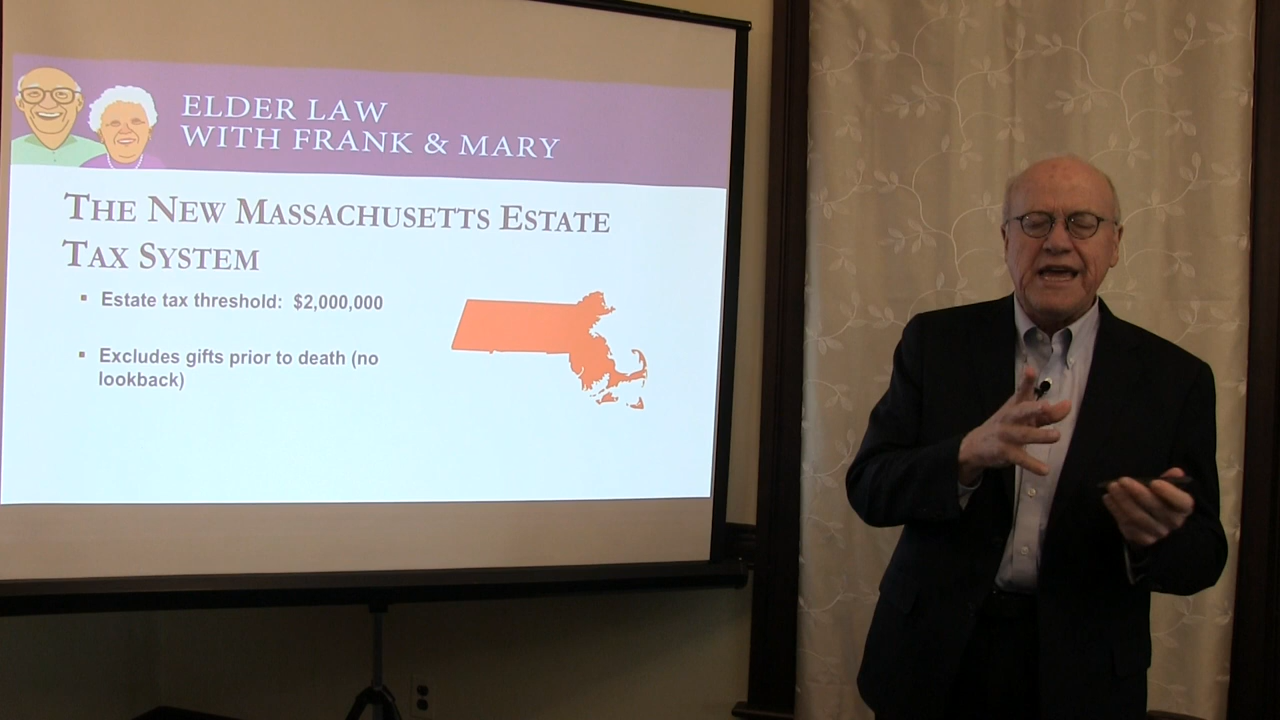 ELDER LAW
WITH FRANK & MARY
THE NEW MASSACHUSETTS ESTATE
TAX SYSTEM
▪ Estate tax threshold: $2,000,000
▪ Excludes gifts prior to death (no
lookback)